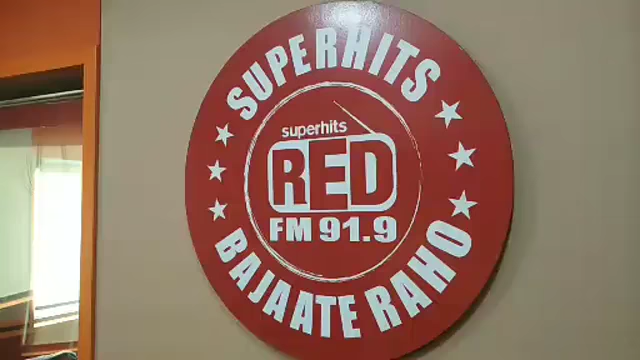 SUPERHITS
superhits
RED
FM 91.9
BAJAATE RAHO